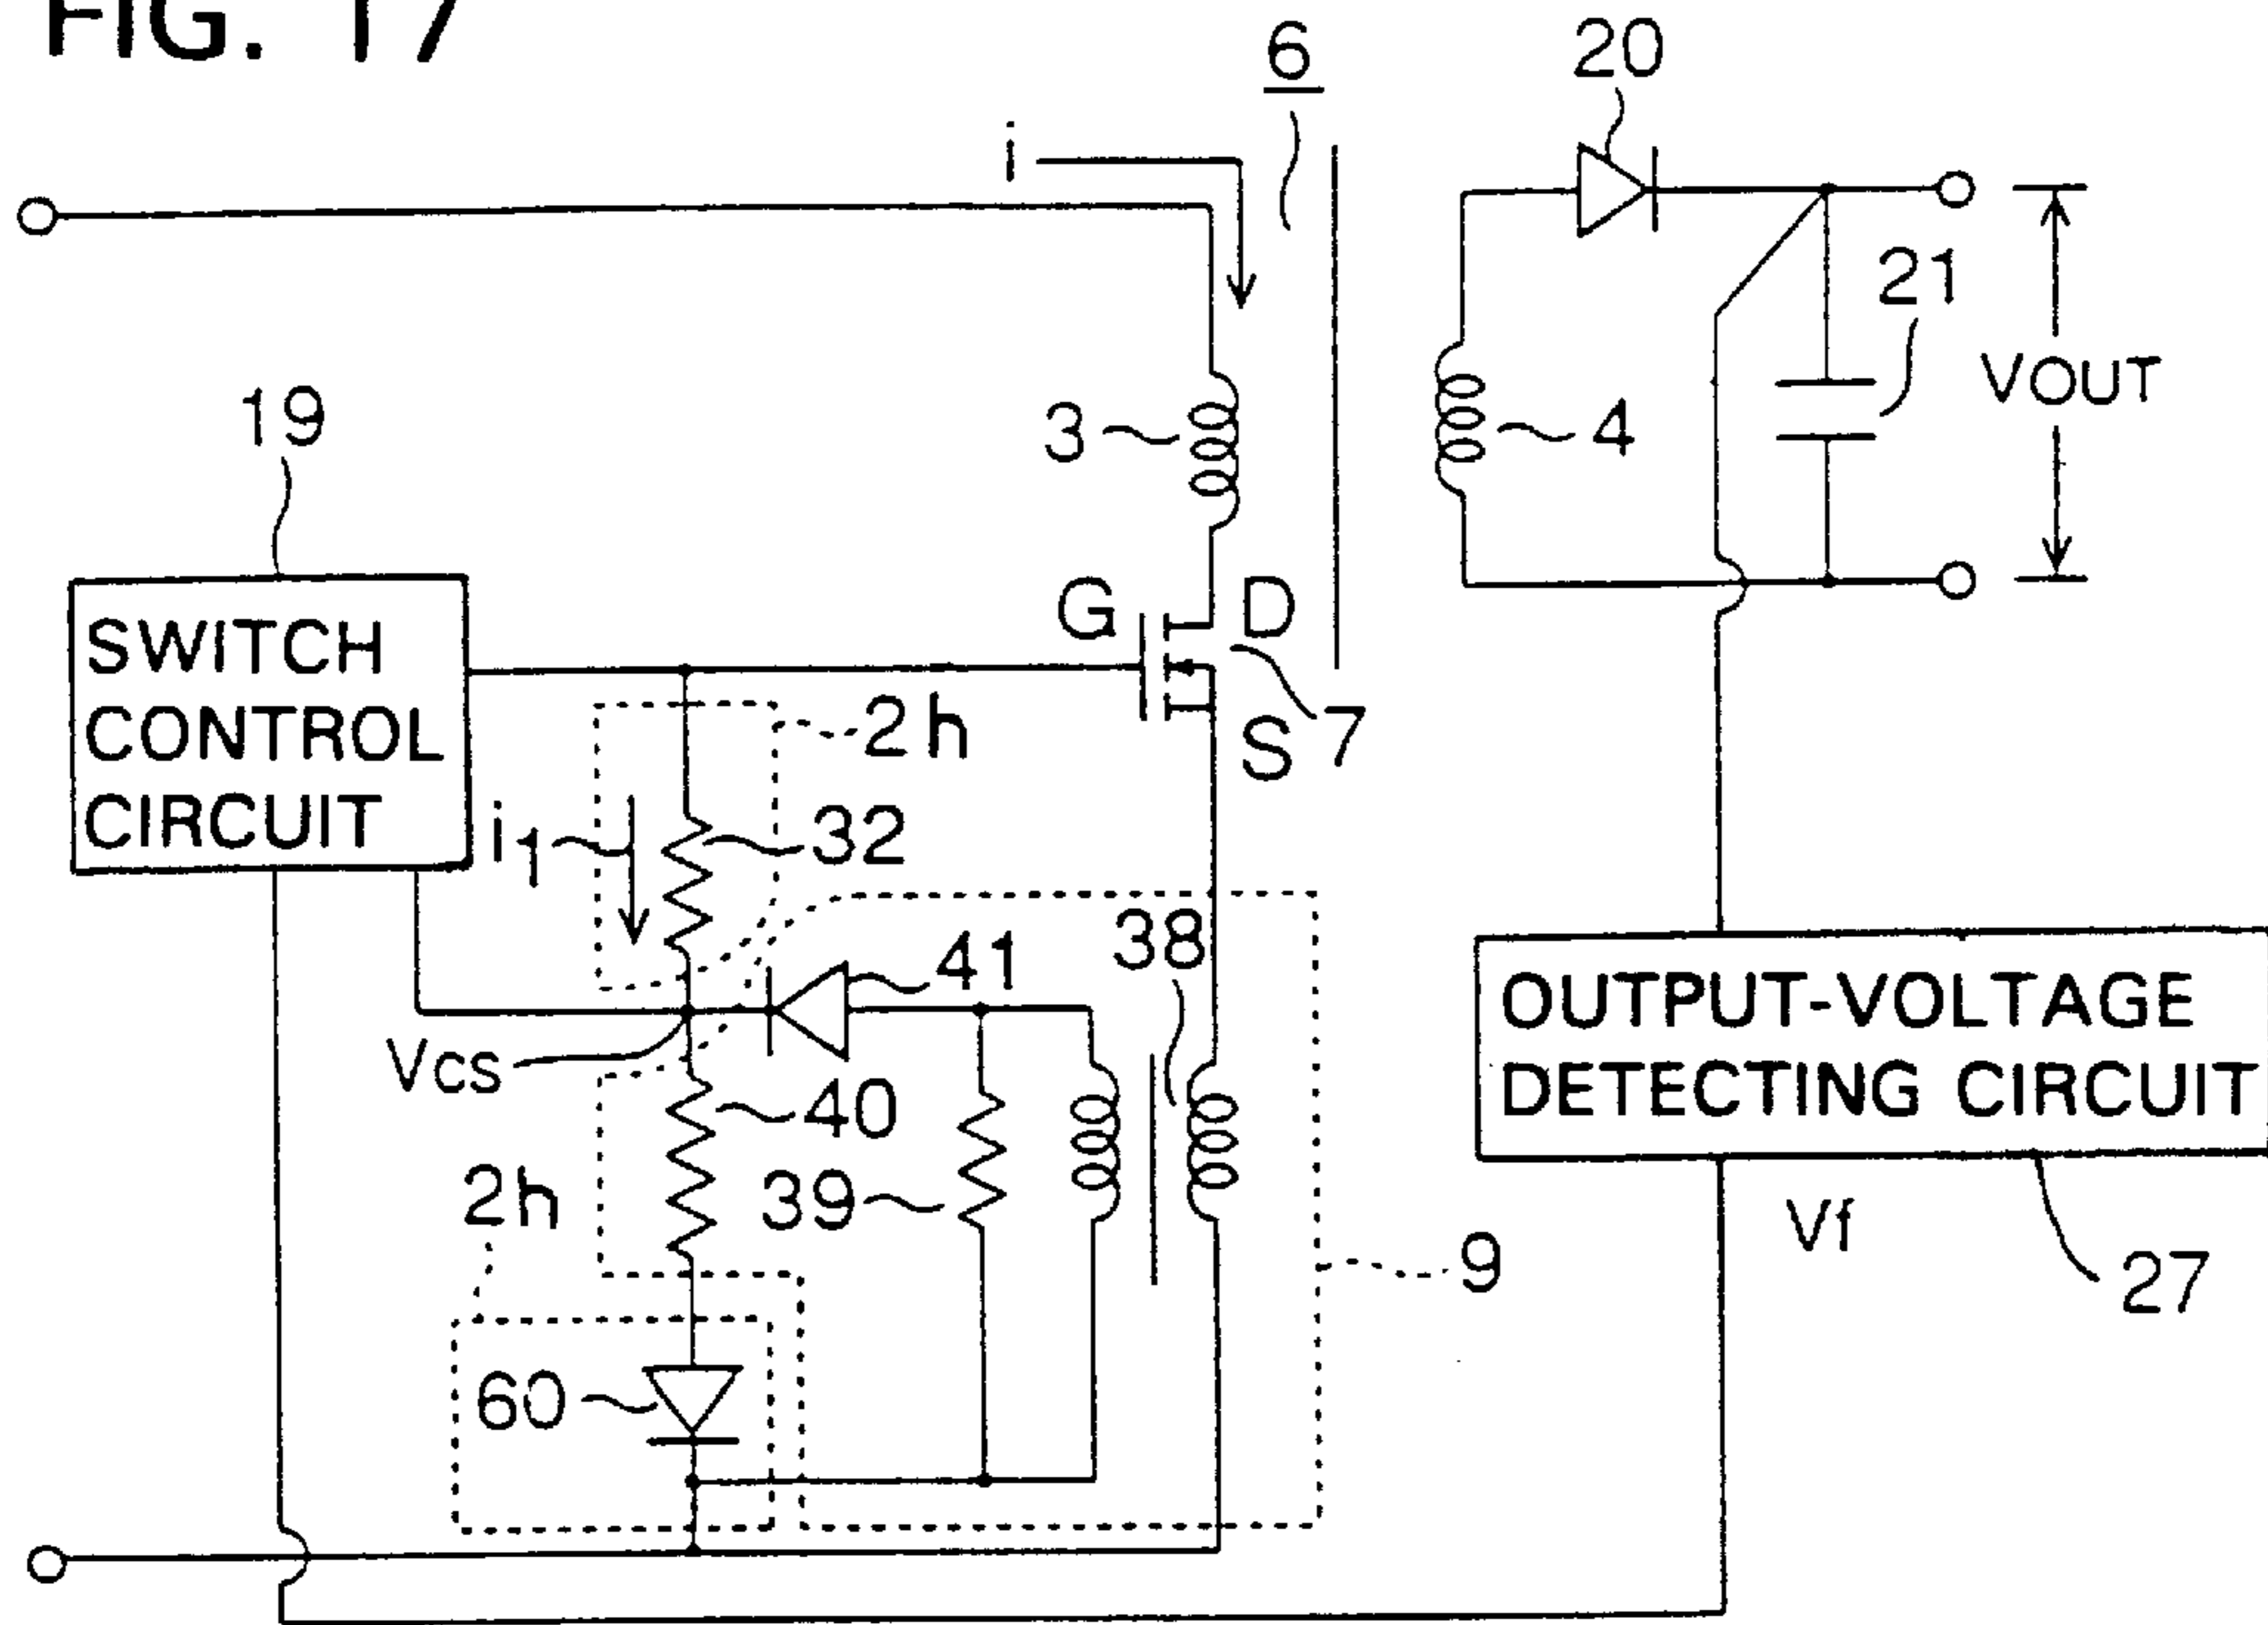 FIG. 17
6
20
i
21
VOUT
19
3
4
G
D
SWITCH
CONTROL
CIRCUIT
2h
S
7
i1
32
41
38
OUTPUT-VOLTAGE
DETECTING CIRCUIT
Vcs
40
2h
39
9
Vf
27
60